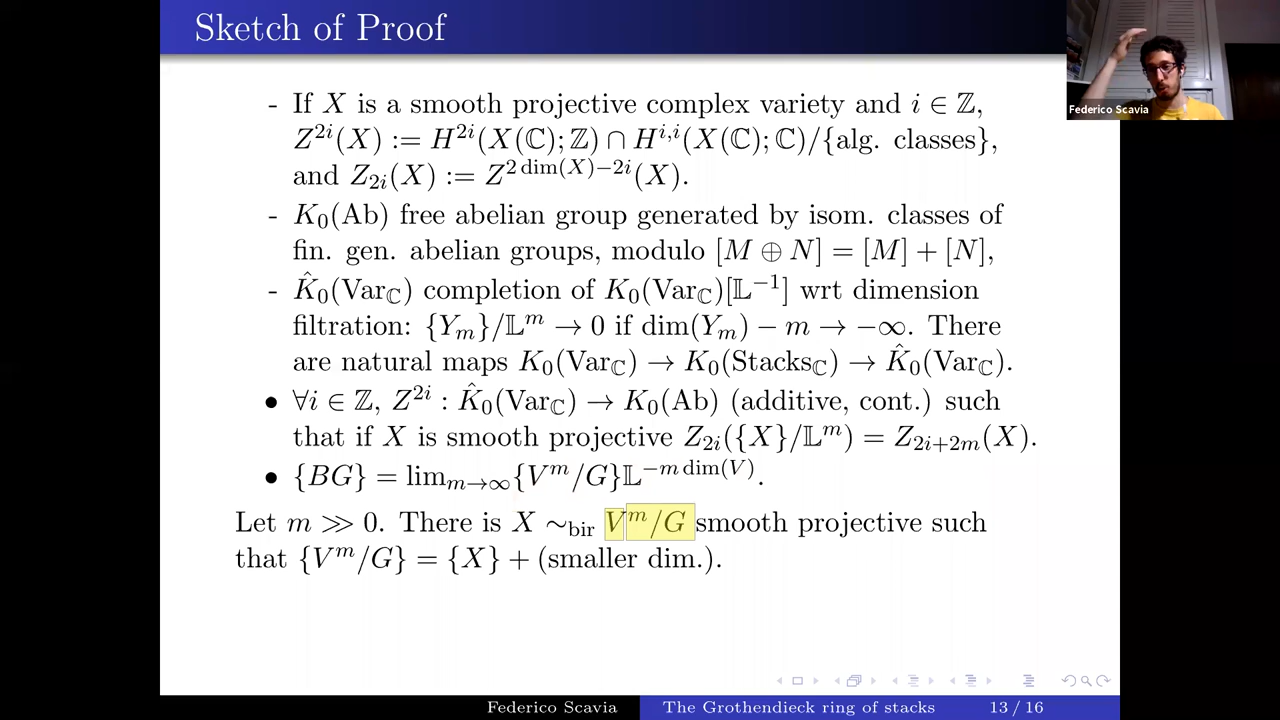 Sketch of Proof
- If X is a smooth projective complex variety and i ∈ ℤ,
Z^{2i}(X) := H^{2i}(X(ℂ); ℤ) ∩ H^{i,i}(X(ℂ); ℂ)/{alg. classes},
and Z_{2i}(X) := Z^{2 dim(X)−2i}(X).
- K_0(Ab) free abelian group generated by isom. classes of
fin. gen. abelian groups, modulo [M ⊕ N] = [M] + [N],
- K̂_0(Var_ℂ) completion of K_0(Var_ℂ)[𝕃^{−1}] wrt dimension
filtration: {Y_m}/𝕃^m → 0 if dim(Y_m) − m → −∞. There
are natural maps K_0(Var_ℂ) → K_0(Stacks_ℂ) → K̂_0(Var_ℂ).
• ∀i ∈ ℤ, Z^{2i} : K̂_0(Var_ℂ) → K_0(Ab) (additive, cont.) such
that if X is smooth projective Z_{2i}({X}/𝕃^m) = Z_{2i+2m}(X).
• {BG} = lim_{m→∞}{V^m/G}𝕃^{−m dim(V)}.
Let m ≫ 0. There is X ∼_{bir} V^m/G smooth projective such
that {V^m/G} = {X} + (smaller dim.).
Federico Scavia
Federico Scavia The Grothendieck ring of stacks 13 / 16